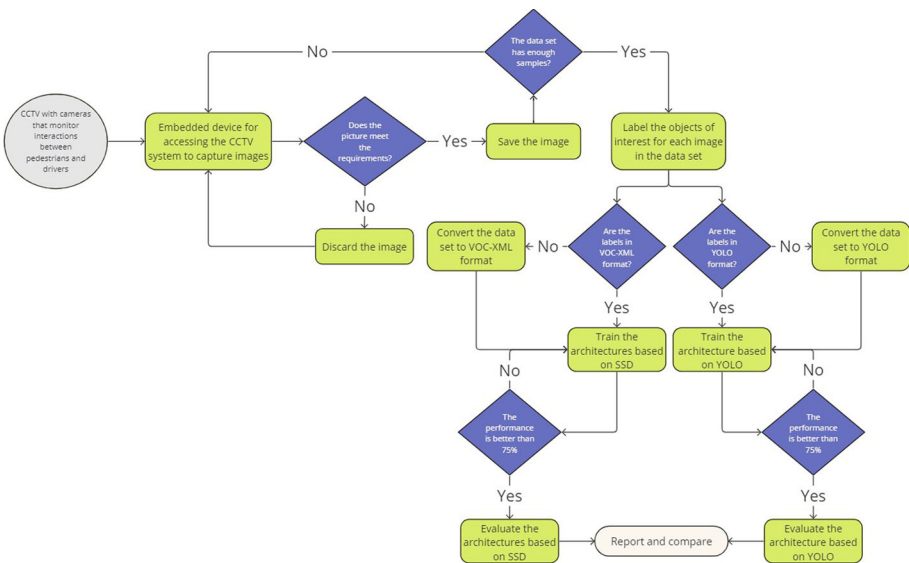 The data set
has enough
samples?
No
Yes
CCTV with cameras
that monitor
interactions
between
pedestrians and
drivers
Embedded device for
accessing the CCTV
system to capture images
Does the
picture meet
the
requirements?
Yes
Save the image
Label the objects of
interest for each image
in the data set
No
Discard the image
Convert the data
set to VOC-XML
format
No
Are the
labels in
VOC-XML
format?
Are the
labels in
YOLO
format?
No
Convert the data
set to YOLO
format
Yes
Yes
Train the
architectures based
on SSD
Train the
architecture based
on YOLO
No
No
The
performance
is better than
75%
The
performance
is better than
75%
Yes
Yes
Evaluate the
architectures based
on SSD
Report and compare
Evaluate the
architecture based
on YOLO